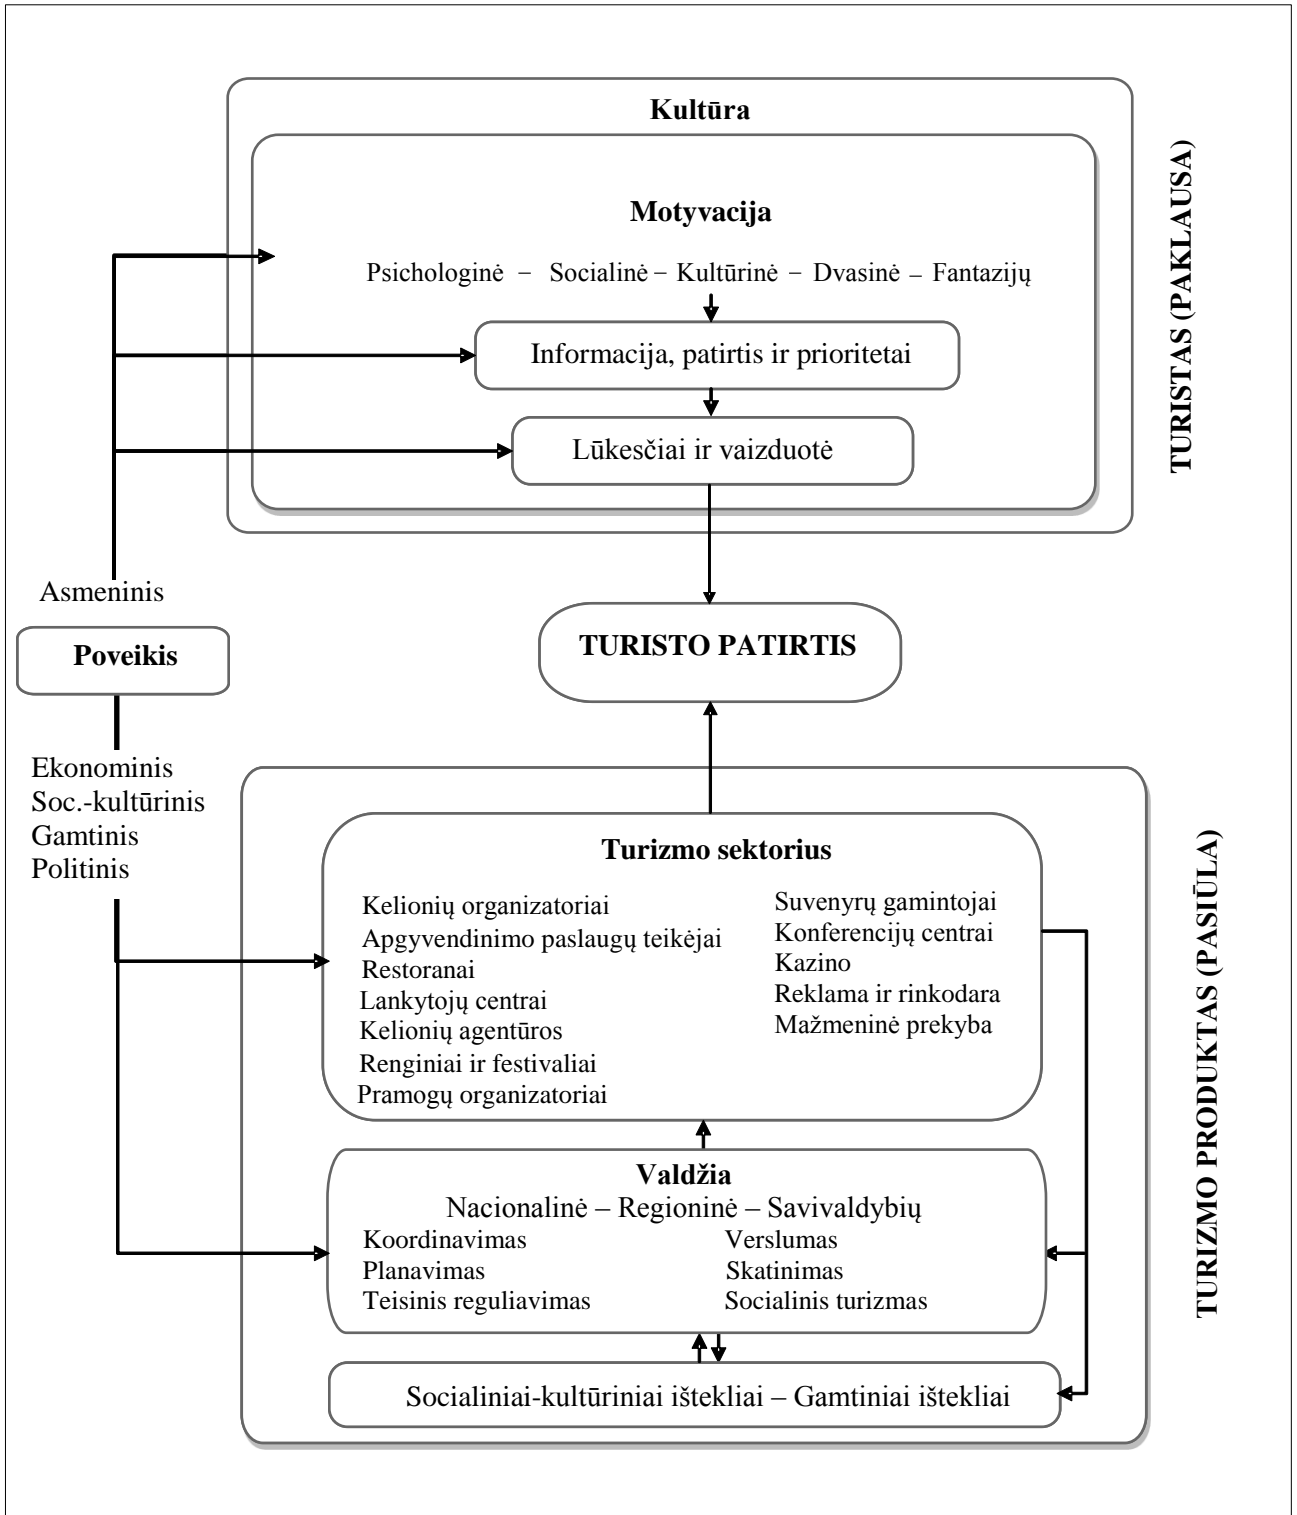 Kultūra
Motyvacija
Psichologinė – Socialinė – Kultūrinė – Dvasinė – Fantazijų
Informacija, patirtis ir prioritetai
Lūkesčiai ir vaizduotė
TURISTAS (PAKLAUSA)
Asmeninis
Poveikis
TURISTO PATIRTIS
Ekonominis
Soc.-kultūrinis
Gamtinis
Politinis
Turizmo sektorius
Kelionių organizatoriai
Apgyvendinimo paslaugų teikėjai
Restoranai
Lankytojų centrai
Kelionių agentūros
Renginiai ir festivaliai
Pramogų organizatoriai
Suvenyrų gamintojai
Konferencijų centrai
Kazino
Reklama ir rinkodara
Mažmeninė prekyba
Valdžia
Nacionalinė – Regioninė – Savivaldybių
Koordinavimas
Planavimas
Teisinis reguliavimas
Verslumas
Skatinimas
Socialinis turizmas
Socialiniai-kultūriniai ištekliai – Gamtiniai ištekliai
TURIZMO PRODUKTAS (PASIŪLA)